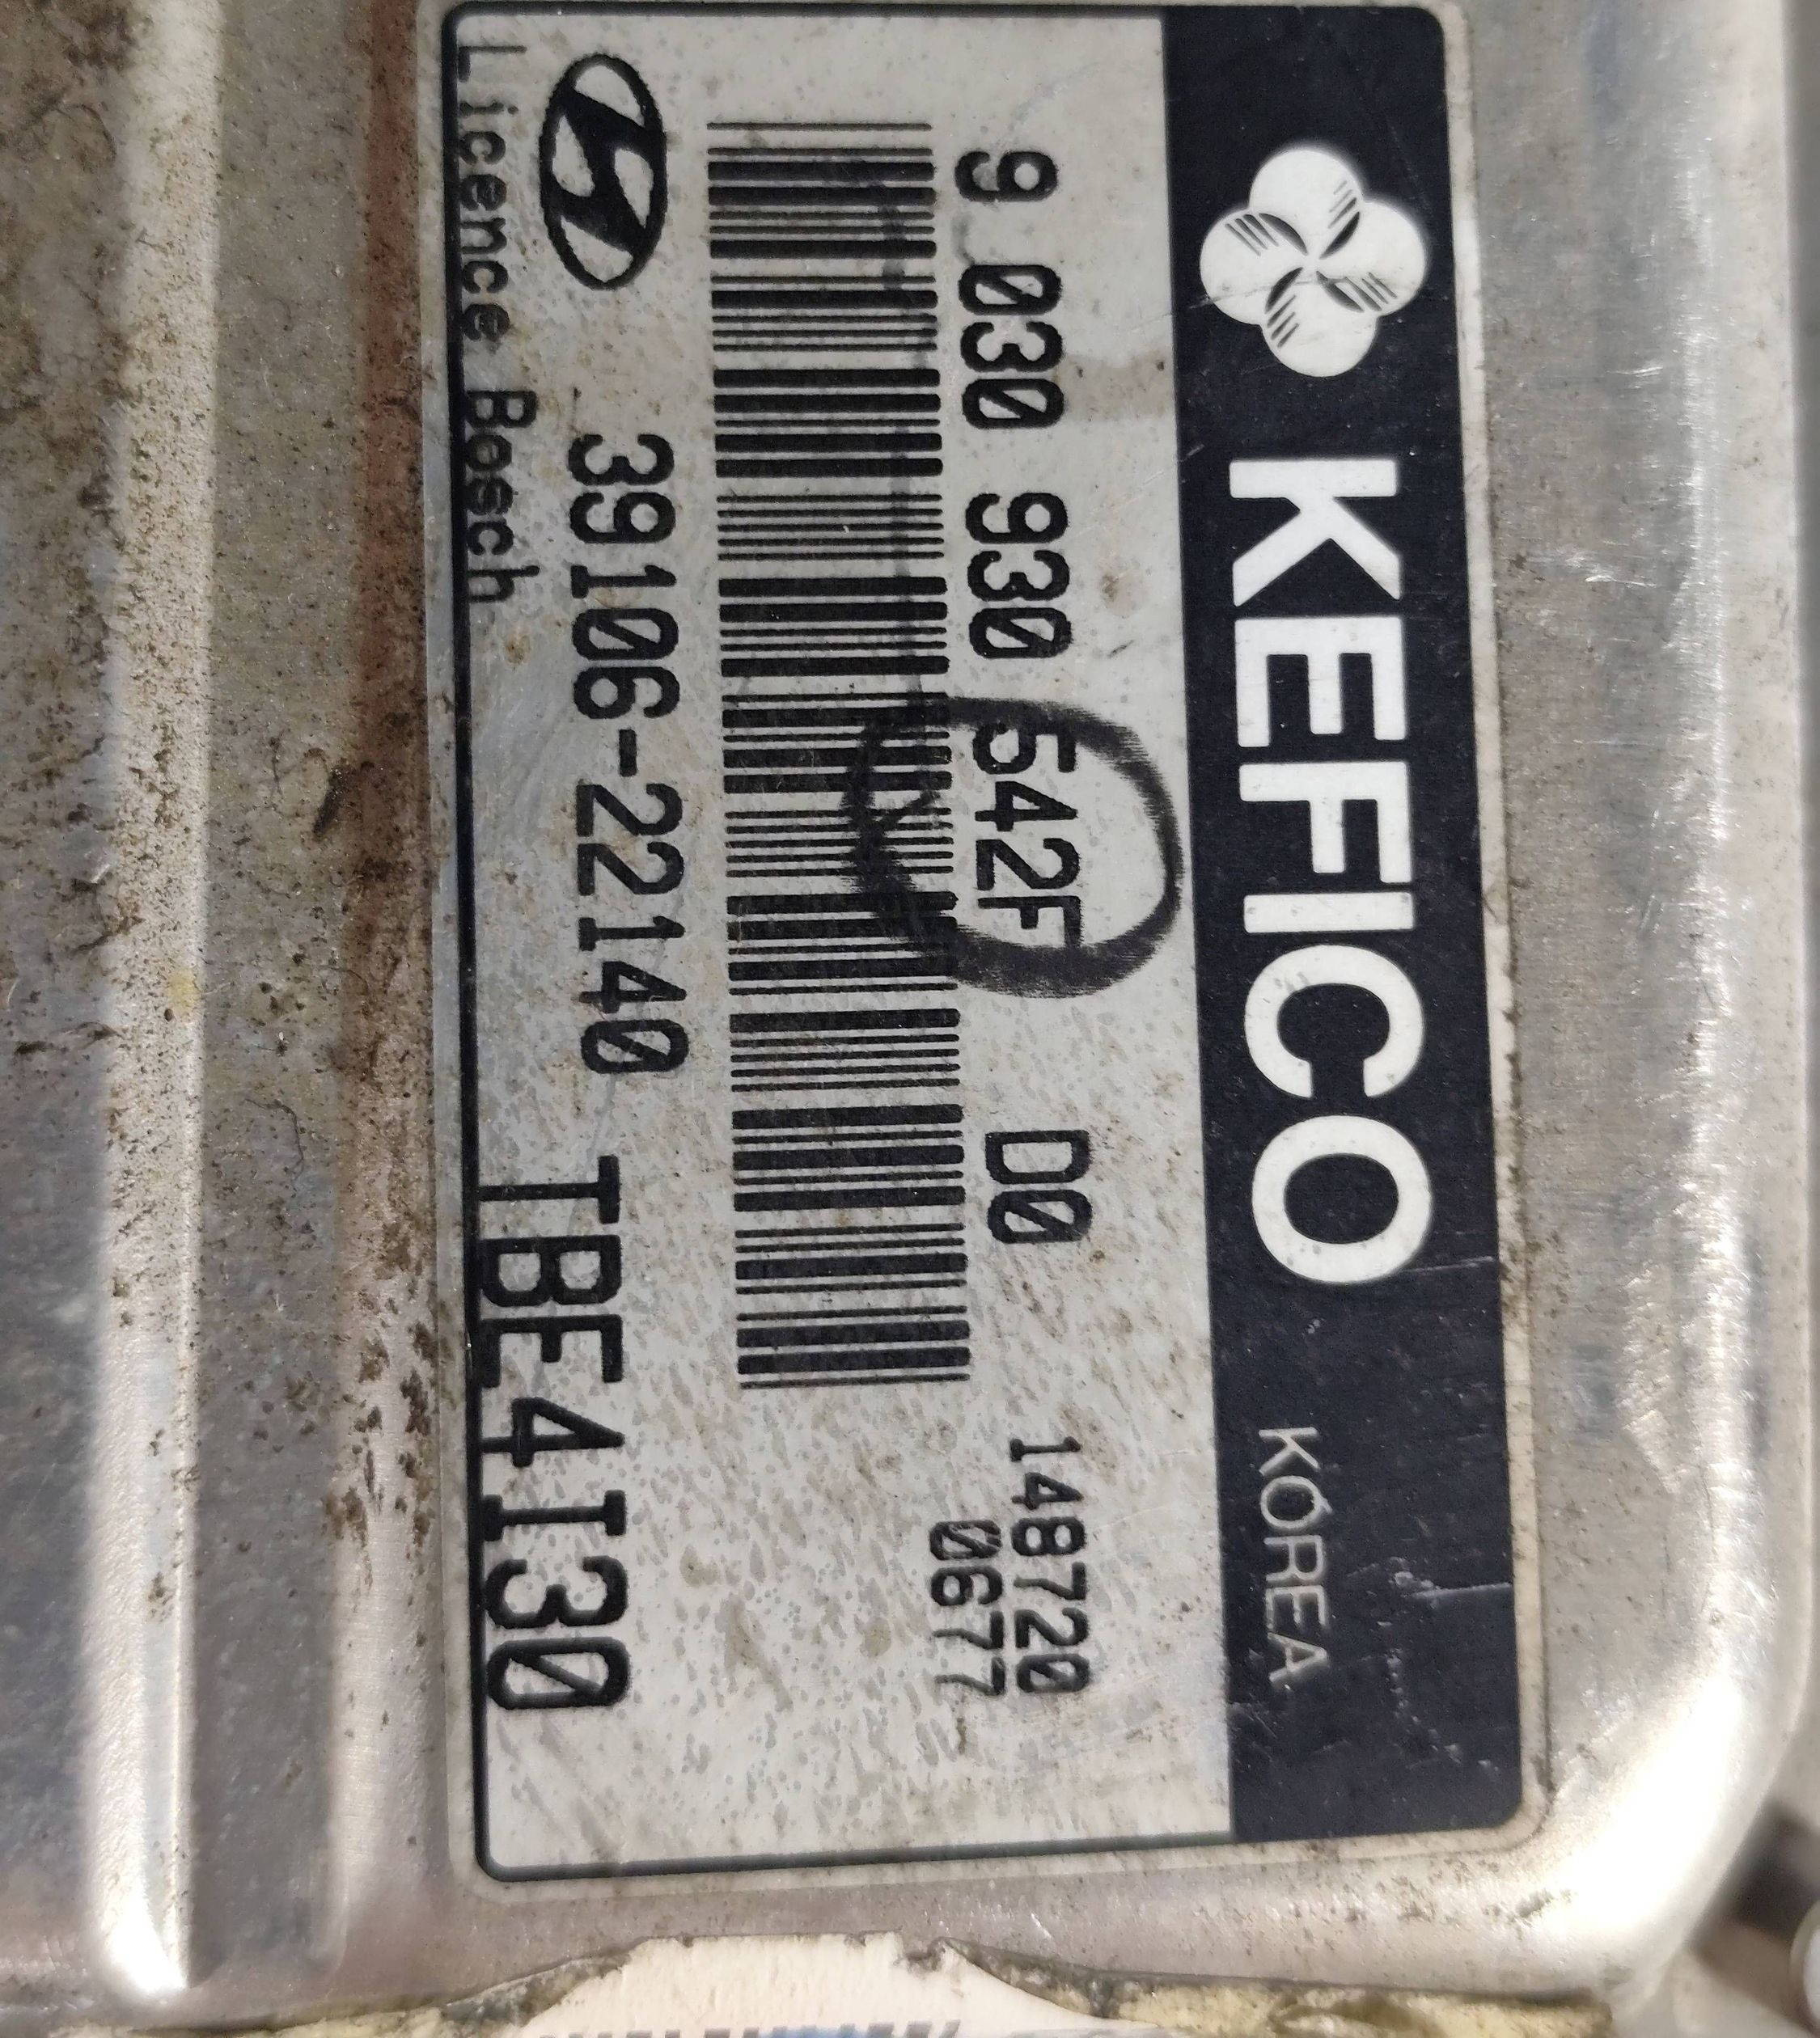 KEFICO KOREA
9 030 930 542F D0 148720
0677
39106-22140 TBE4I30
Licence Bosch